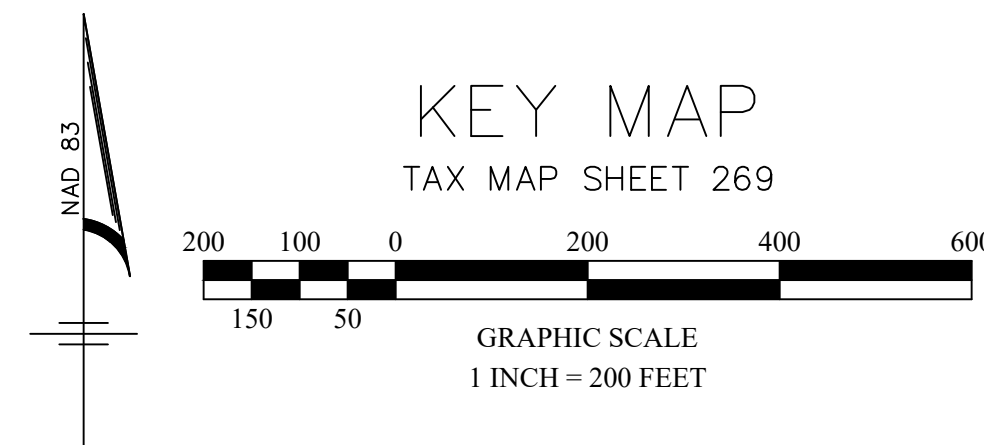 NAD 83
KEY MAP
TAX MAP SHEET 269
200 100 0 200 400 600
150 50
GRAPHIC SCALE
1 INCH = 200 FEET